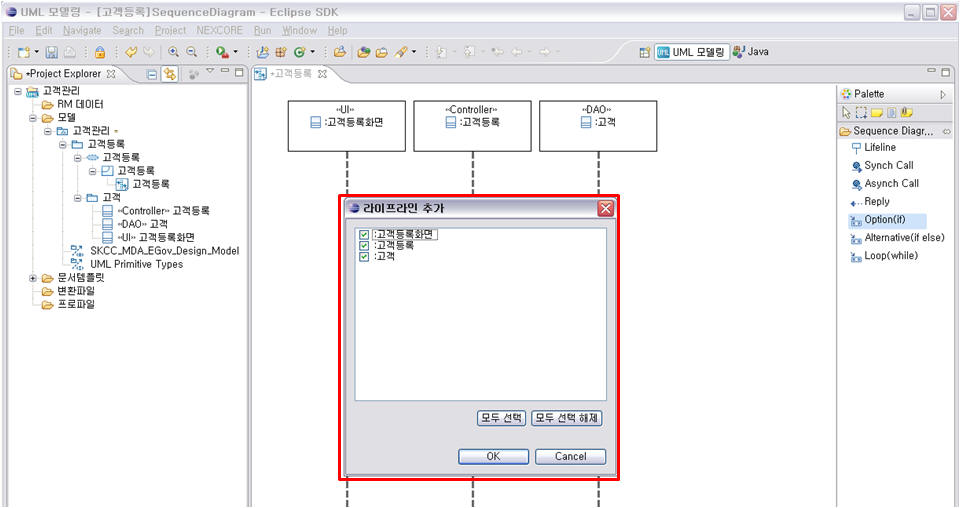 UML 모델링 - [고객등록]SequenceDiagram - Eclipse SDK
File Edit Navigate Search Project NEXCORE Run Window Help
UML 모델링 Java
*Project Explorer
고객관리
RM 데이터
모델
고객관리
고객등록
고객등록
고객등록
고객등록
고객
«Controller» 고객등록
«DAO» 고객
«UI» 고객등록화면
SKCC_MDA_EGov_Design_Model
UML Primitive Types
문서템플릿
변환파일
프로파일
*고객등록
«UI»
:고객등록화면
«Controller»
:고객등록
«DAO»
:고객
라이프라인 추가
:고객등록화면
:고객등록
:고객
모두 선택 모두 선택 해제
OK Cancel
Palette
Sequence Diagr...
Lifeline
Synch Call
Asynch Call
Reply
Option(if)
Alternative(if else)
Loop(while)